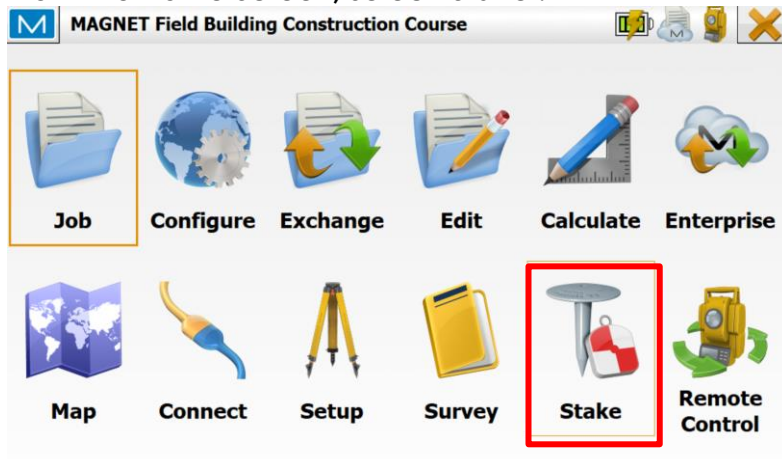 MAGNET Field Building Construction Course
Job Configure Exchange Edit Calculate Enterprise
Map Connect Setup Survey Stake Remote Control